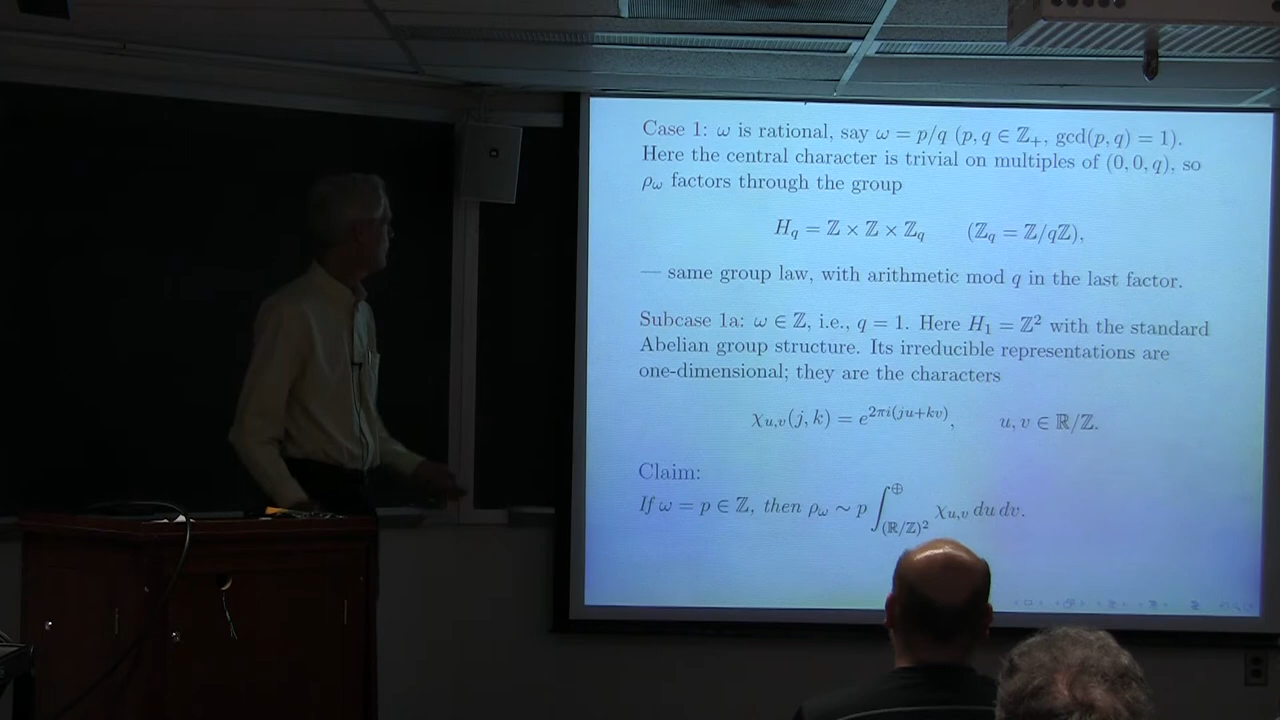 Case 1: ω is rational, say ω = p/q (p, q ∈ ℤ₊, gcd(p, q) = 1).
Here the central character is trivial on multiples of (0, 0, q), so
ρ_ω factors through the group
H_q = ℤ × ℤ × ℤ_q (ℤ_q = ℤ/qℤ),
— same group law, with arithmetic mod q in the last factor.
Subcase 1a: ω ∈ ℤ, i.e., q = 1. Here H₁ = ℤ² with the standard
Abelian group structure. Its irreducible representations are
one-dimensional; they are the characters
χ_{u,v}(j, k) = e^{2πi(ju+kv)}, u, v ∈ ℝ/ℤ.
Claim:
If ω = p ∈ ℤ, then ρ_ω ∼ p ∫^⊕_{(ℝ/ℤ)²} χ_{u,v} du dv.